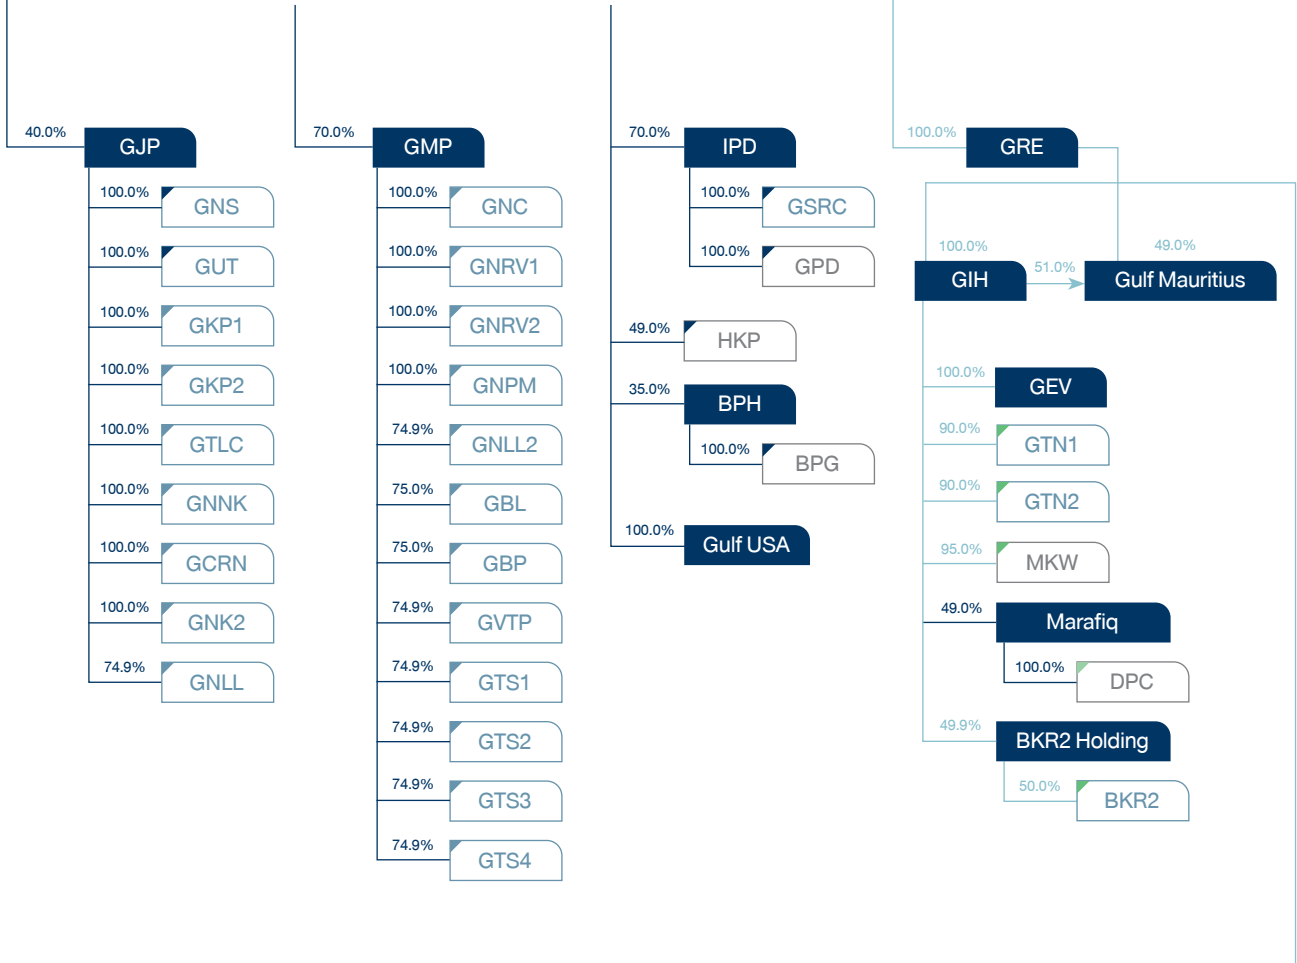 40.0%
GJP
100.0%
GNS
100.0%
GUT
100.0%
GKP1
100.0%
GKP2
100.0%
GTLC
100.0%
GNNK
100.0%
GCRN
100.0%
GNK2
74.9%
GNLL
70.0%
GMP
100.0%
GNC
100.0%
GNRV1
100.0%
GNRV2
100.0%
GNPM
74.9%
GNLL2
75.0%
GBL
75.0%
GBP
74.9%
GVTP
74.9%
GTS1
74.9%
GTS2
74.9%
GTS3
74.9%
GTS4
70.0%
IPD
100.0%
GSRC
100.0%
GPD
49.0%
HKP
35.0%
BPH
100.0%
BPG
100.0%
Gulf USA
100.0%
GRE
100.0%
GIH
51.0%
49.0%
Gulf Mauritius
100.0%
GEV
90.0%
GTN1
90.0%
GTN2
95.0%
MKW
49.0%
Marafiq
100.0%
DPC
49.9%
BKR2 Holding
50.0%
BKR2